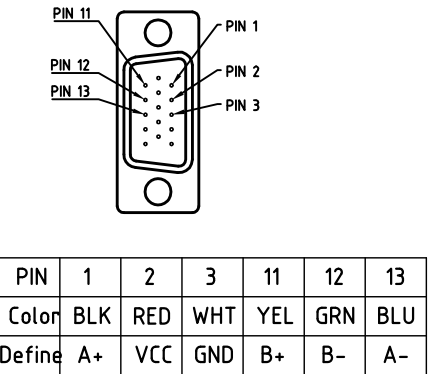 PIN 11
PIN 1
PIN 12
PIN 2
PIN 13
PIN 3
PIN 1 2 3 11 12 13
Color BLK RED WHT YEL GRN BLU
Define A+ VCC GND B+ B- A-